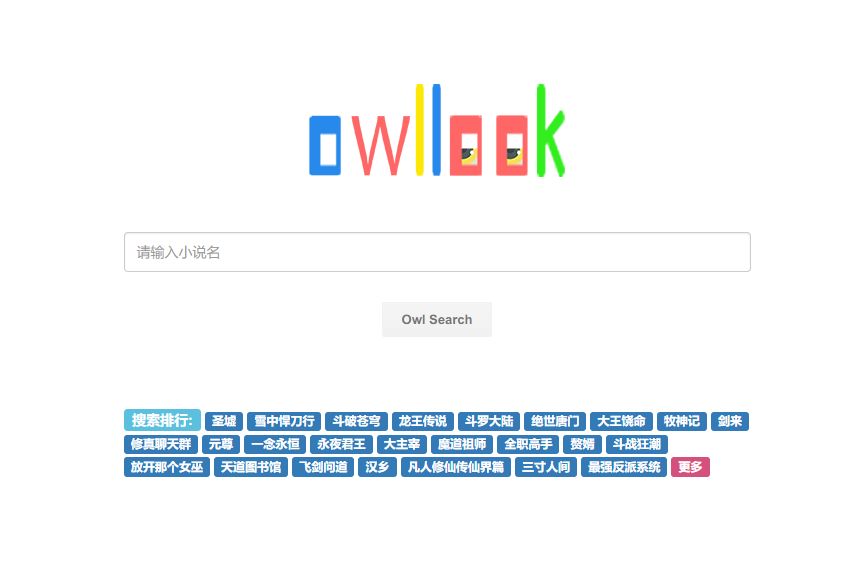 owllook
请输入小说名
Owl Search
搜索排行: 圣墟 雪中悍刀行 斗破苍穹 龙王传说 斗罗大陆 绝世唐门 大王饶命 牧神记 剑来
修真聊天群 元尊 一念永恒 永夜君王 大主宰 魔道祖师 全职高手 赘婿 斗战狂潮
放开那个女巫 天道图书馆 飞剑问道 汉乡 凡人修仙传仙界篇 三寸人间 最强反派系统 更多